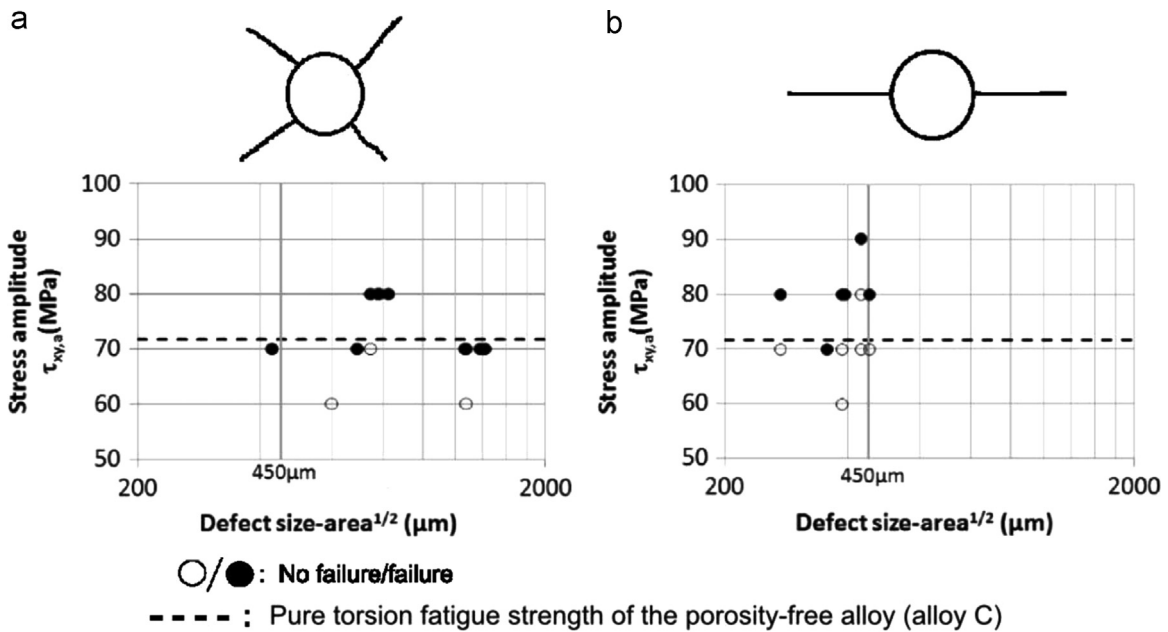 a
b
100
90
80
70
60
50
Stress amplitude
τxy,a(MPa)
450μm
200
2000
Defect size-area1/2 (μm)
100
90
80
70
60
50
Stress amplitude
τxy,a(MPa)
450μm
200
2000
Defect size-area1/2 (μm)
: No failure/failure
: Pure torsion fatigue strength of the porosity-free alloy (alloy C)